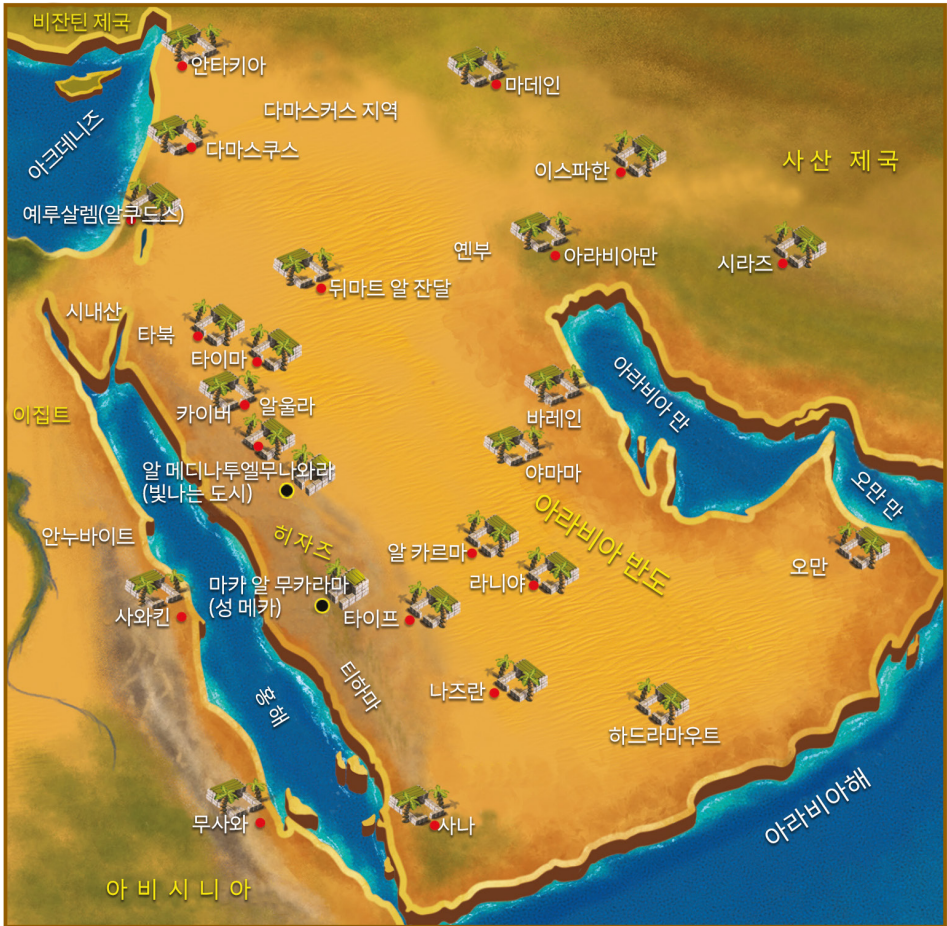 비잔틴 제국
안타키아
마데인
다마스커스 지역
아크데니즈
다마스쿠스
이스파한
사산 제국
예루살렘(알쿠드스)
옌부
아라비아만
시라즈
뒤마트 알 잔달
시내산
타북
타이마
아라비아 만
이집트
카이버
알울라
바레인
알 메디나투엘무나와라
(빛나는 도시)
야마마
오만 만
아라비아 반도
안누바이트
히자즈
알 카르마
오만
마카 알 무카라마
(성 메카)
라니야
사와킨
타이프
티하마
나즈란
홍해
하드라마우트
아라비아해
무사와
사나
아비시니아